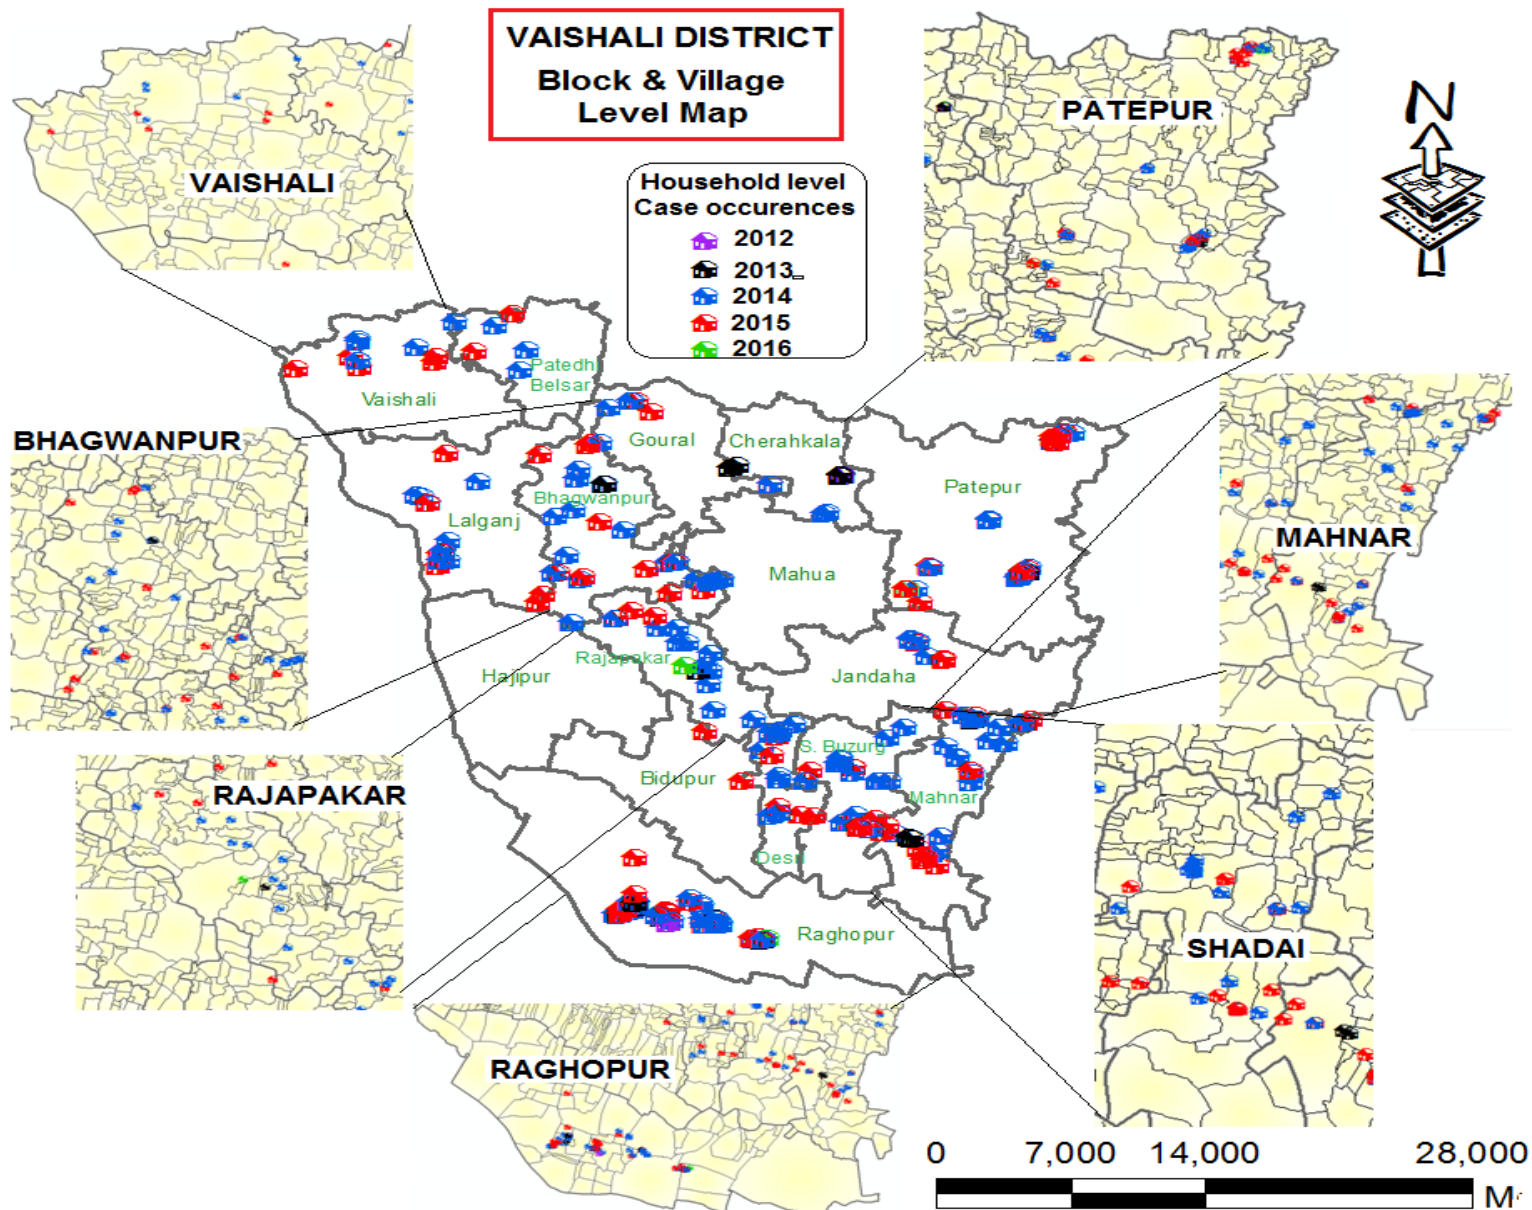 VAISHALI DISTRICT
Block & Village
Level Map
Household level
Case occurences
2012
2013
2014
2015
2016
N
VAISHALI
PATEPUR
BHAGWANPUR
MAHNAR
RAJAPAKAR
SHADAI
RAGHOPUR
Vaishali
Patedhi
Belsar
Goural
Cherahkala
Patepur
Bhagwanpur
Lalganj
Mahua
Rajapakar
Hajipur
Jandaha
S. Buzurg
Bidupur
Mahnar
Desri
Raghopur
0 7,000 14,000 28,000
M